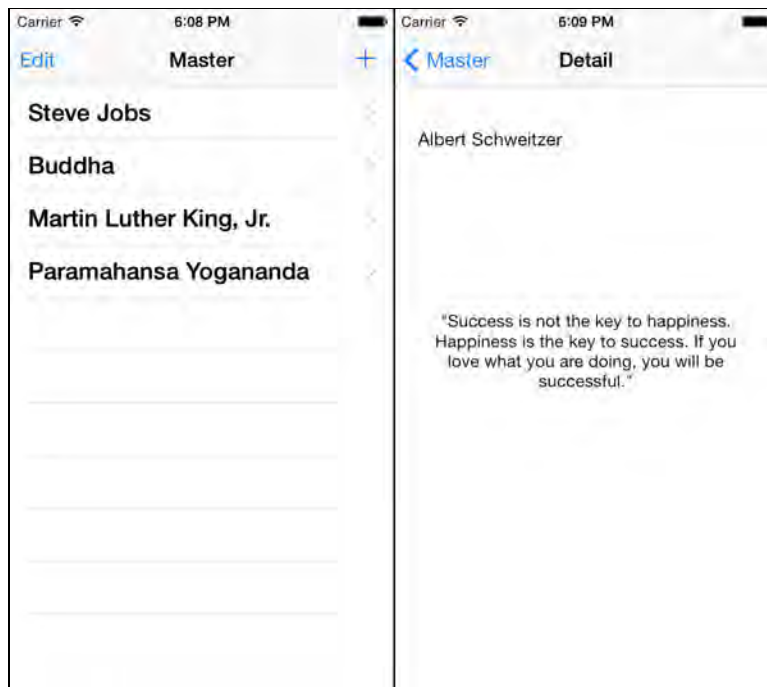 Carrier 6:08 PM
Edit Master +
Steve Jobs
Buddha
Martin Luther King, Jr.
Paramahansa Yogananda
Carrier 6:09 PM
Master Detail
Albert Schweitzer
"Success is not the key to happiness.
Happiness is the key to success. If you
love what you are doing, you will be
successful."